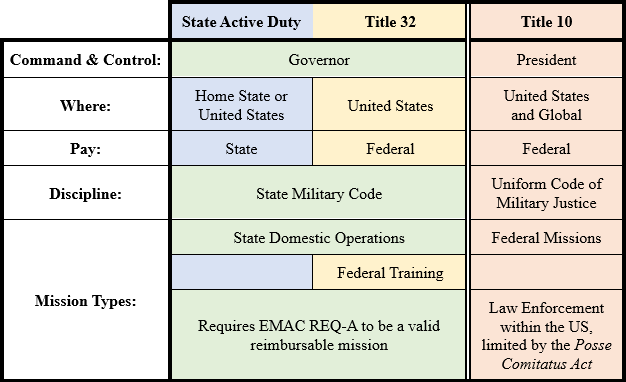 State Active Duty Title 32 Title 10
Command & Control: Governor President
Where: Home State or
United States United States United States
and Global
Pay: State Federal Federal
Discipline: State Military Code Uniform Code of
Military Justice
Mission Types: State Domestic Operations Federal Missions
Federal Training
Requires EMAC REQ-A to be a valid
reimbursable mission
Law Enforcement
within the US,
limited by the Posse
Comitatus Act